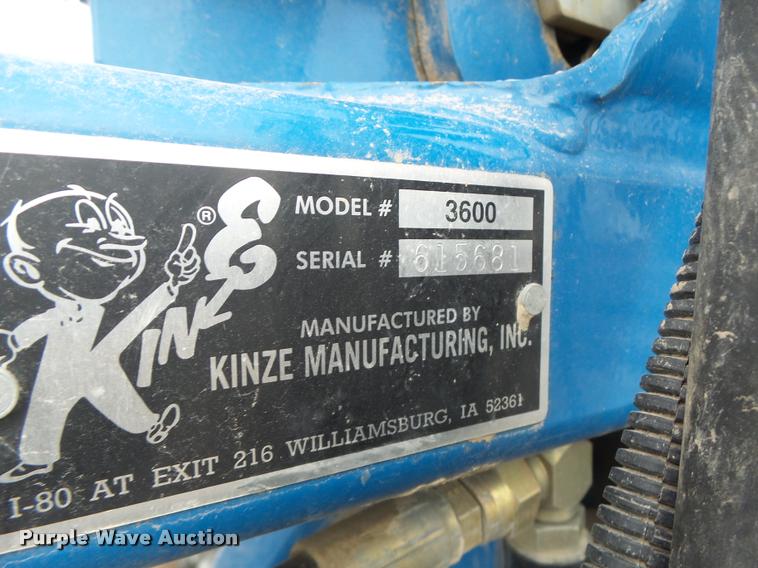 MODEL # 3600
SERIAL # 615681
KINZE ®
MANUFACTURED BY
KINZE MANUFACTURING, INC.
I-80 AT EXIT 216 WILLIAMSBURG, IA 52361
Purple Wave Auction